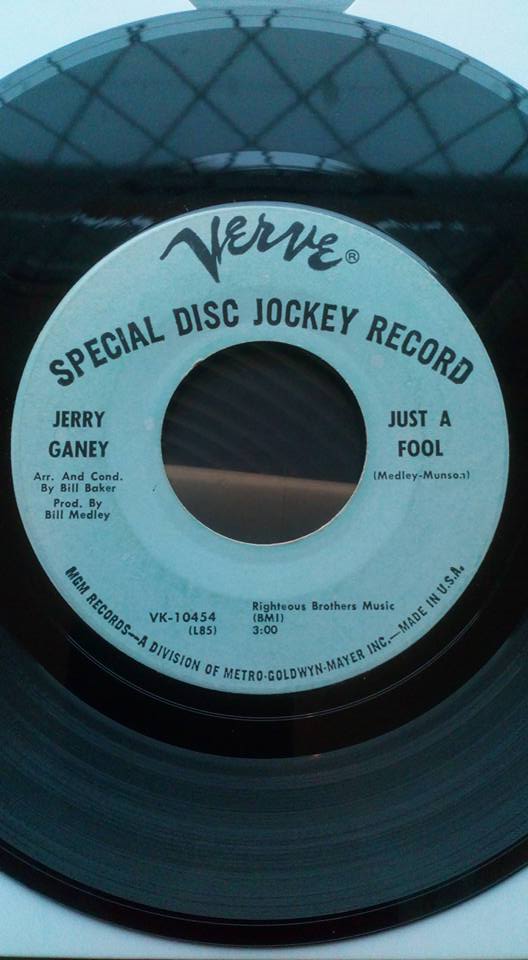 VERVE®
SPECIAL DISC JOCKEY RECORD
JERRY
GANEY
Arr. And Cond.
By Bill Baker
Prod. By
Bill Medley
JUST A
FOOL
(Medley-Munson)
VK-10454
(L85)
Righteous Brothers Music
(BMI)
3:00
MGM RECORDS—A DIVISION OF METRO-GOLDWYN-MAYER INC.—MADE IN U.S.A.